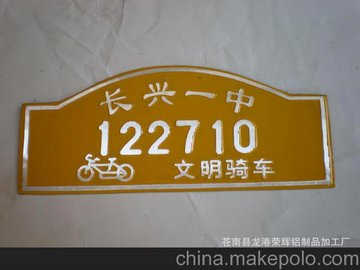 长兴一中
122710
文明骑车
苍南县龙港荣辉铝制品加工厂
china.makepolo.com